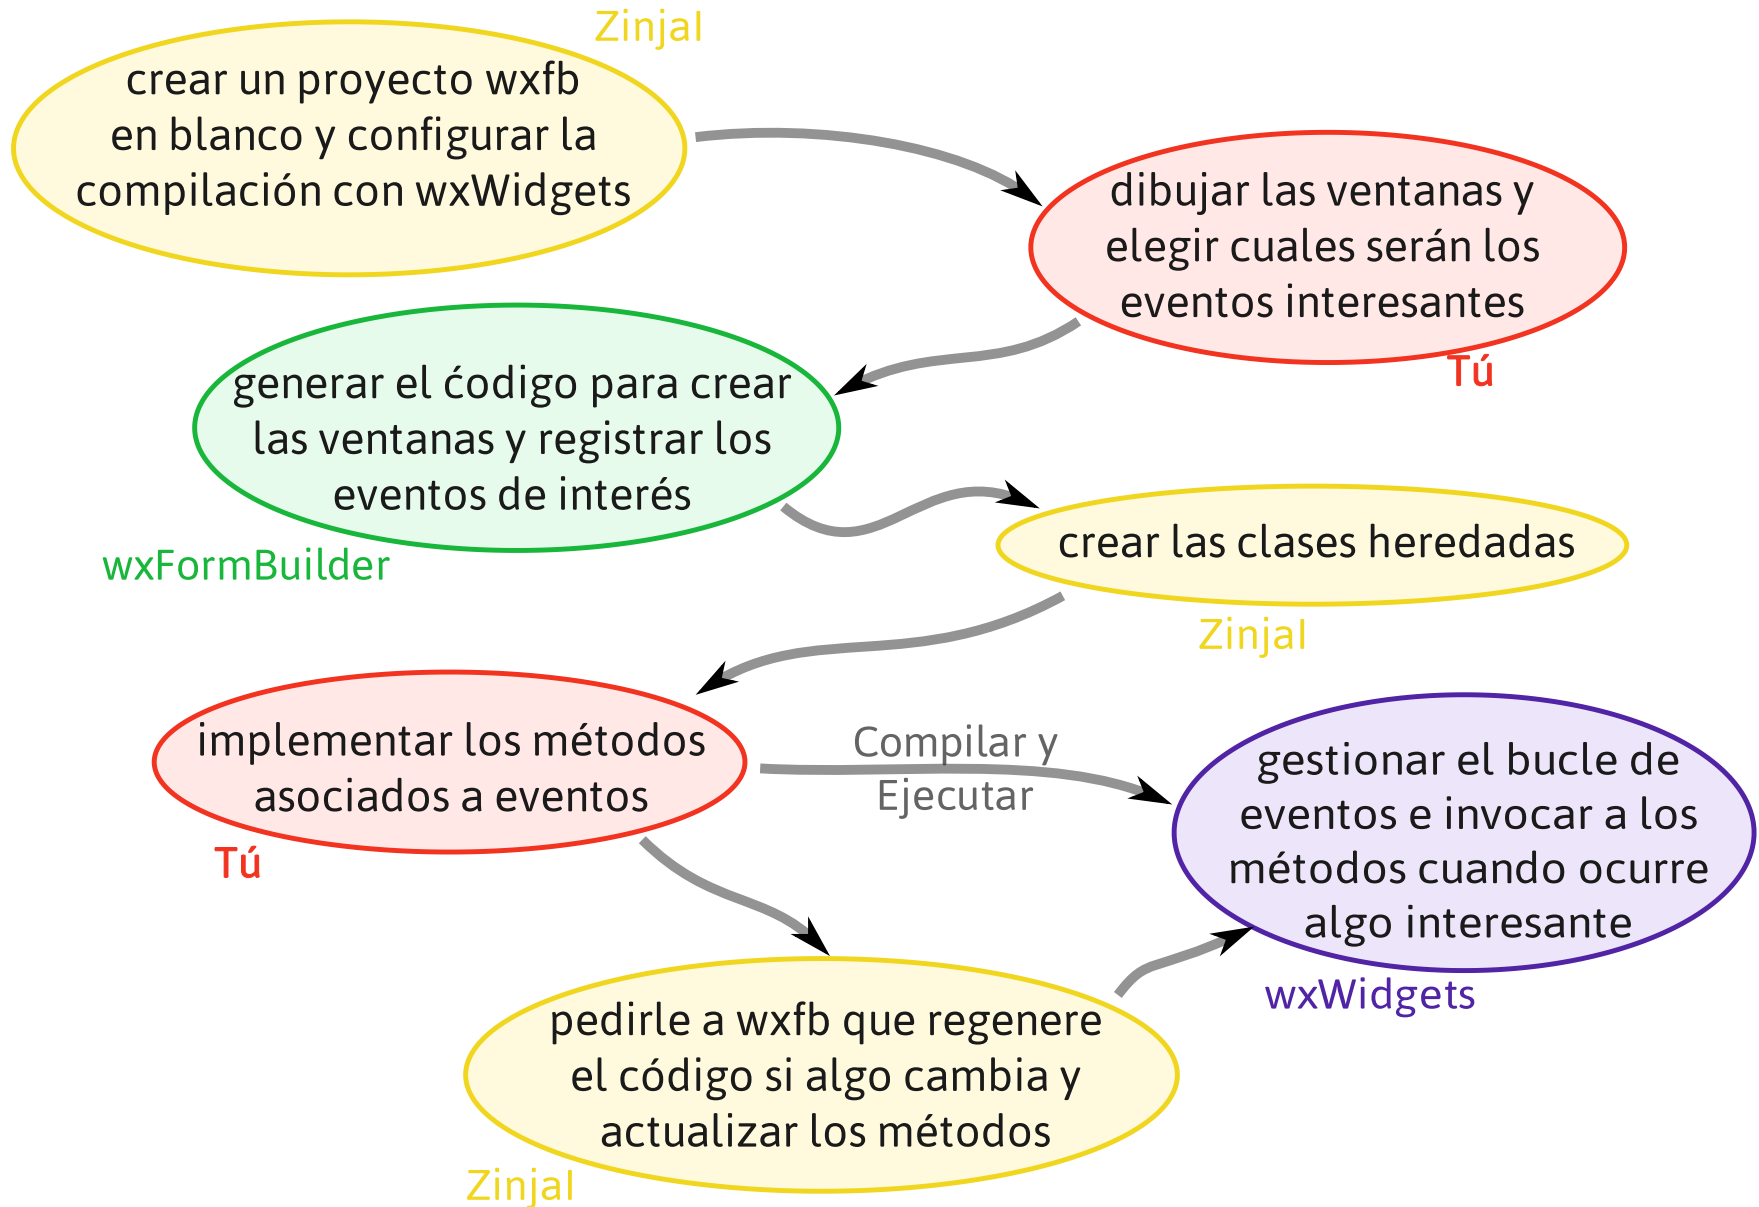 ZinjaI
crear un proyecto wxfb
en blanco y configurar la
compilación con wxWidgets
dibujar las ventanas y
elegir cuales serán los
eventos interesantes
Tú
generar el ćodigo para crear
las ventanas y registrar los
eventos de interés
wxFormBuilder
crear las clases heredadas
ZinjaI
implementar los métodos
asociados a eventos
Tú
Compilar y
Ejecutar
gestionar el bucle de
eventos e invocar a los
métodos cuando ocurre
algo interesante
wxWidgets
pedirle a wxfb que regenere
el código si algo cambia y
actualizar los métodos
ZinjaI